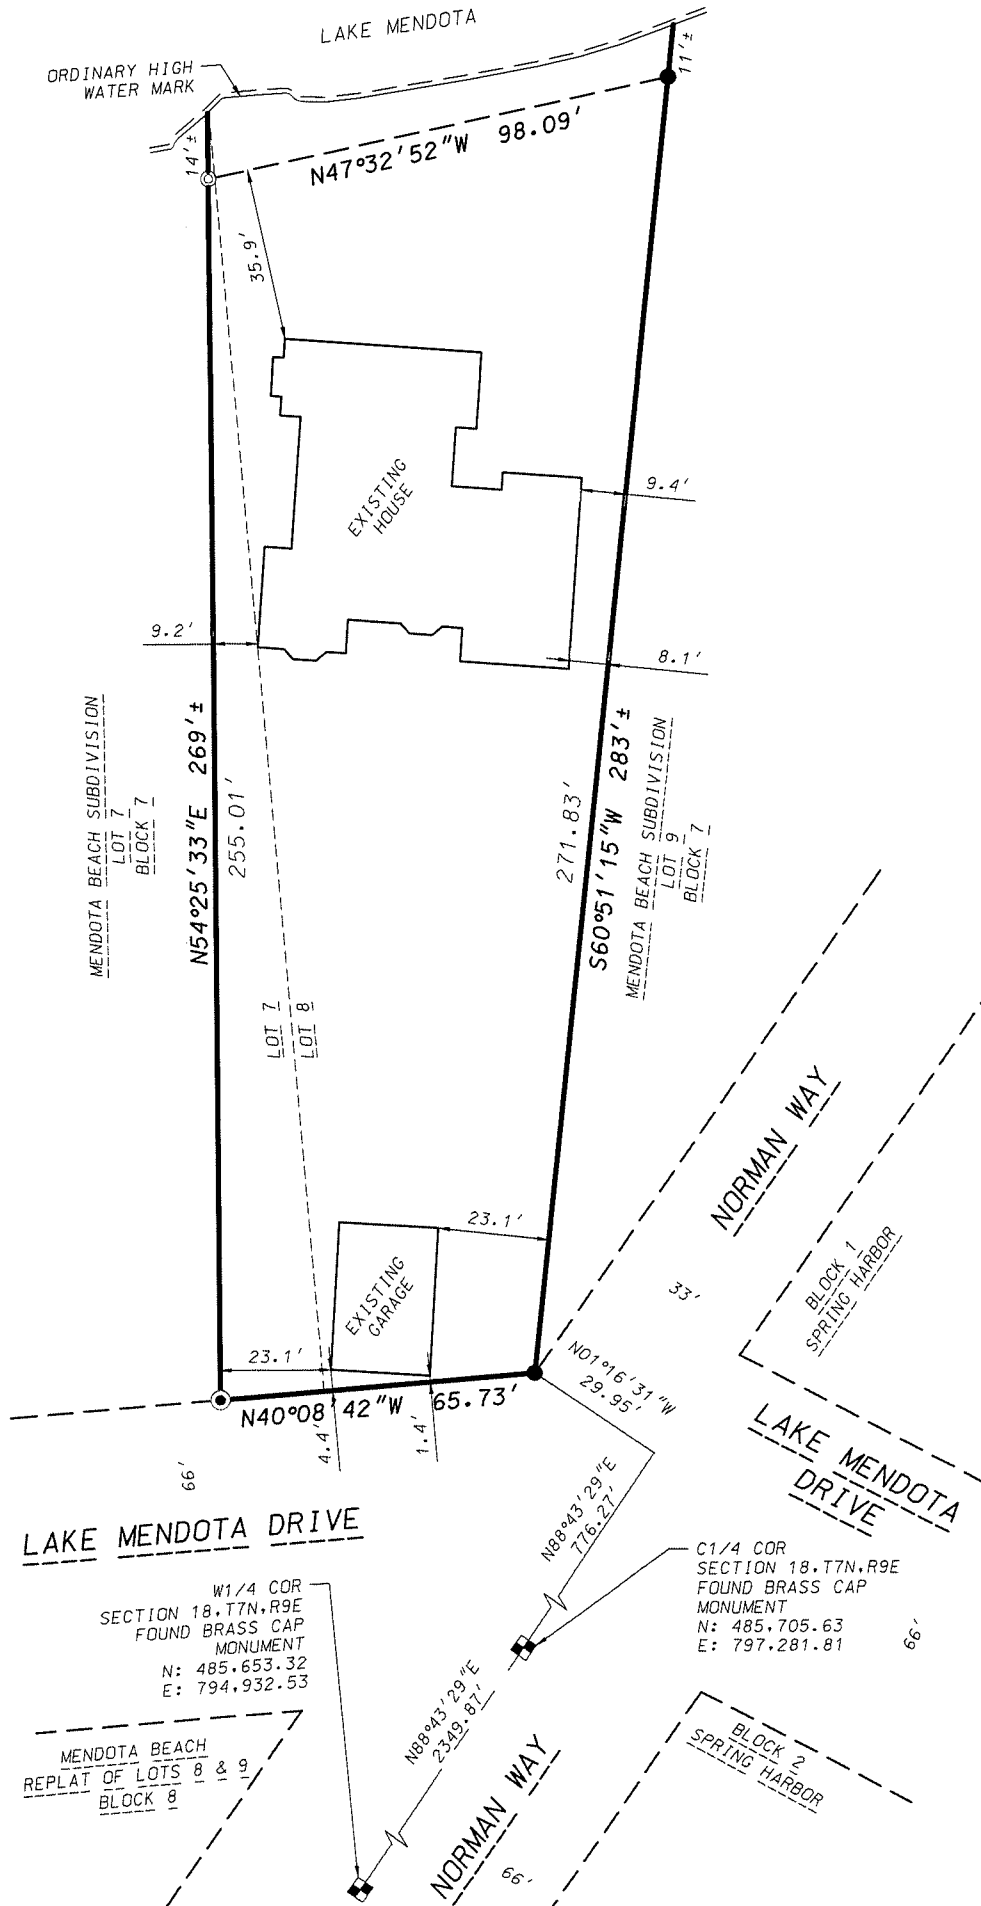 LAKE MENDOTA
ORDINARY HIGH
WATER MARK
11'±
14'±
N47°32'52"W 98.09'
35.9'
EXISTING
HOUSE
9.4'
9.2'
8.1'
MENDOTA BEACH SUBDIVISION
LOT 7
BLOCK 7
N54°25'33"E 269'±
255.01'
271.83'
S60°51'15"W 283'±
MENDOTA BEACH SUBDIVISION
LOT 9
BLOCK 7
LOT 7
LOT 8
NORMAN WAY
BLOCK 1
SPRING HARBOR
23.1'
EXISTING
GARAGE
33'
23.1'
N01°16'31"W
29.95'
N40°08'42"W 65.73'
4.4'
1.4'
66'
LAKE MENDOTA
DRIVE
LAKE MENDOTA DRIVE
N88°43'29"E
776.27'
C1/4 COR
SECTION 18,T7N,R9E
FOUND BRASS CAP
MONUMENT
N: 485,705.63
E: 797,281.81
66'
W1/4 COR
SECTION 18,T7N,R9E
FOUND BRASS CAP
MONUMENT
N: 485,653.32
E: 794,932.53
N88°43'29"E
2349.87'
MENDOTA BEACH
REPLAT OF LOTS 8 & 9
BLOCK 8
BLOCK 2
SPRING HARBOR
NORMAN WAY
66'